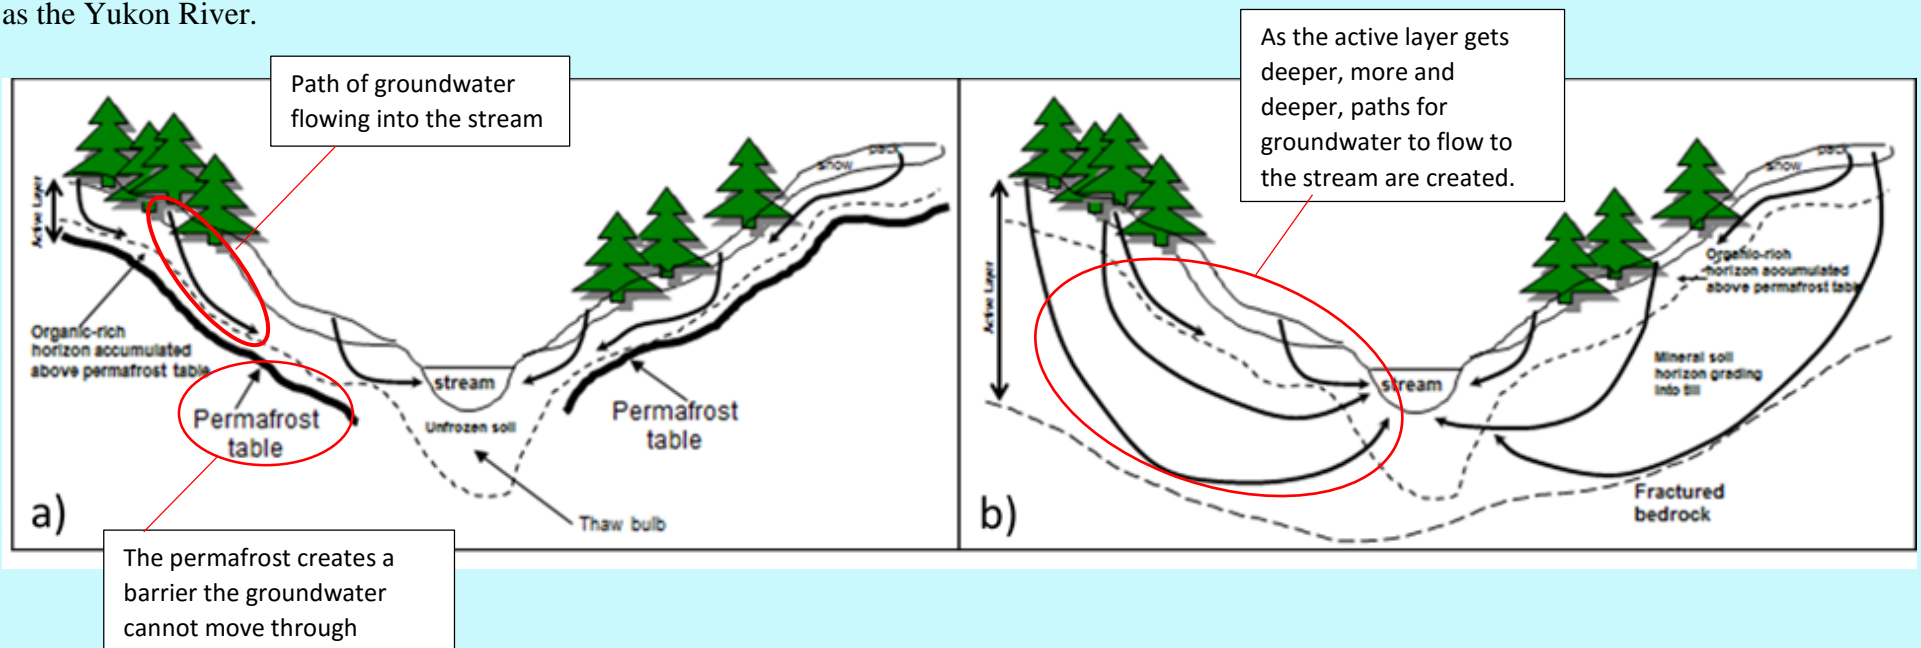 as the Yukon River.
Path of groundwater
flowing into the stream
As the active layer gets
deeper, more and
deeper, paths for
groundwater to flow to
the stream are created.
Active Layer
snow pack
Organic-rich
horizon accumulated
above permafrost table
Permafrost
table
stream
Unfrozen soil
Permafrost
table
Thaw bulb
a)
The permafrost creates a
barrier the groundwater
cannot move through
Active Layer
snow pack
Organic-rich
horizon accumulated
above permafrost table
stream
Mineral soil
horizon grading
into till
Fractured
bedrock
b)